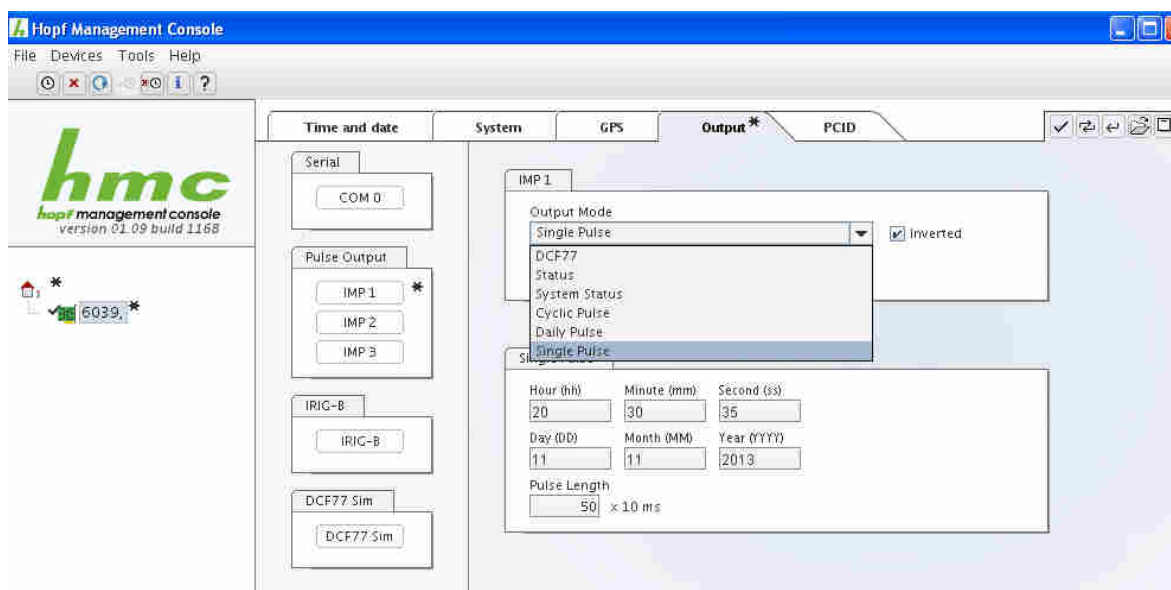 Hopf Management Console
File Devices Tools Help
hmc
hopf management console
version 01.09 build 1168
6039,
Time and date
System
GPS
Output *
PCID
Serial
COM 0
Pulse Output
IMP 1 *
IMP 2
IMP 3
IRIG-B
IRIG-B
DCF77 Sim
DCF77 Sim
IMP 1
Output Mode
Single Pulse
Inverted
DCF77
Status
System Status
Cyclic Pulse
Daily Pulse
Single Pulse
Hour (hh) Minute (mm) Second (ss)
20 30 35
Day (DD) Month (MM) Year (YYYY)
11 11 2013
Pulse Length
50 x 10 ms